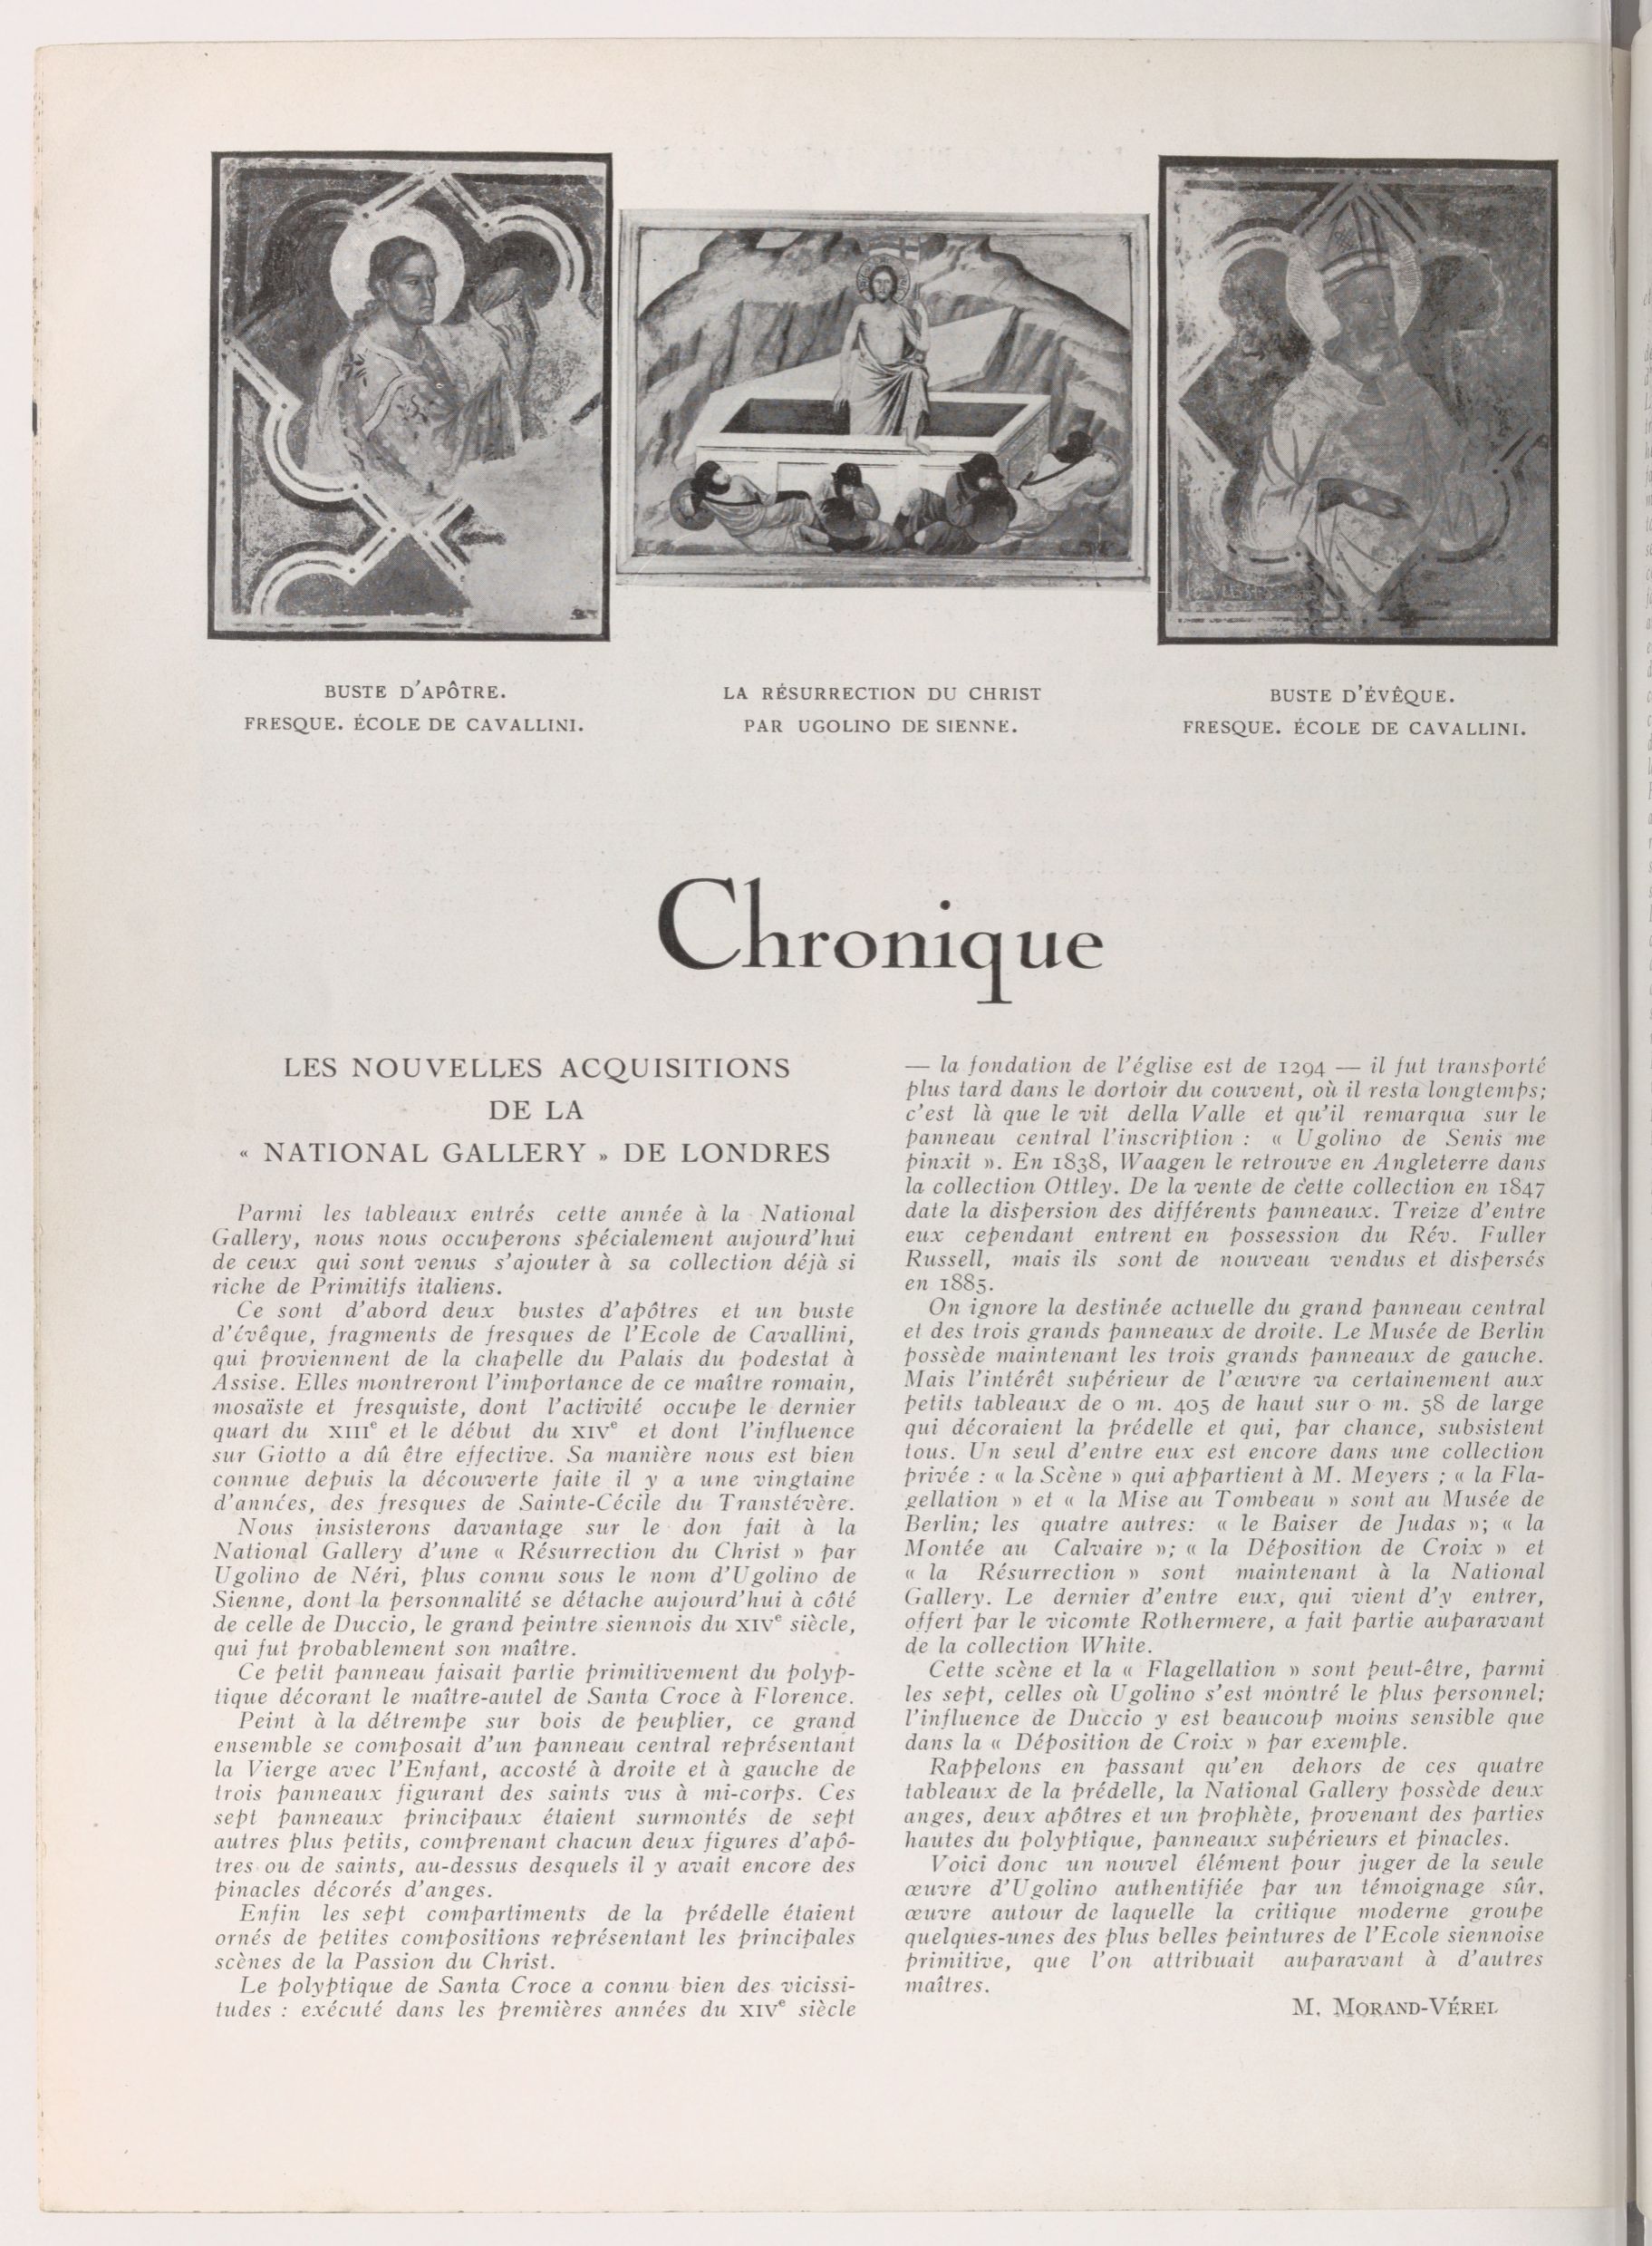 BUSTE D'APÔTRE.
FRESQUE. ÉCOLE DE CAVALLINI.
LA RÉSURRECTION DU CHRIST
PAR UGOLINO DE SIENNE.
BUSTE D'ÉVÊQUE.
FRESQUE. ÉCOLE DE CAVALLINI.
Chronique
LES NOUVELLES ACQUISITIONS
DE LA
« NATIONAL GALLERY » DE LONDRES
Parmi les tableaux entrés cette année à la National
Gallery, nous nous occuperons spécialement aujourd'hui
de ceux qui sont venus s'ajouter à sa collection déjà si
riche de Primitifs italiens.
Ce sont d'abord deux bustes d'apôtres et un buste
d'évêque, fragments de fresques de l'Ecole de Cavallini,
qui proviennent de la chapelle du Palais du podestat à
Assise. Elles montreront l'importance de ce maître romain,
mosaïste et fresquiste, dont l'activité occupe le dernier
quart du XIIIe et le début du XIVe et dont l'influence
sur Giotto a dû être effective. Sa manière nous est bien
connue depuis la découverte faite il y a une vingtaine
d'années, des fresques de Sainte-Cécile du Transtévère.
Nous insisterons davantage sur le don fait à la
National Gallery d'une « Résurrection du Christ » par
Ugolino de Néri, plus connu sous le nom d'Ugolino de
Sienne, dont la personnalité se détache aujourd'hui à côté
de celle de Duccio, le grand peintre siennois du XIVe siècle,
qui fut probablement son maître.
Ce petit panneau faisait partie primitivement du polyp-
tique décorant le maître-autel de Santa Croce à Florence.
Peint à la détrempe sur bois de peuplier, ce grand
ensemble se composait d'un panneau central représentant
la Vierge avec l'Enfant, accosté à droite et à gauche de
trois panneaux figurant des saints vus à mi-corps. Ces
sept panneaux principaux étaient surmontés de sept
autres plus petits, comprenant chacun deux figures d'apô-
tres ou de saints, au-dessus desquels il y avait encore des
pinacles décorés d'anges.
Enfin les sept compartiments de la prédelle étaient
ornés de petites compositions représentant les principales
scènes de la Passion du Christ.
Le polyptique de Santa Croce a connu bien des vicissi-
tudes : exécuté dans les premières années du XIVe siècle
— la fondation de l'église est de 1294 — il fut transporté
plus tard dans le dortoir du couvent, où il resta longtemps;
c'est là que le vit della Valle et qu'il remarqua sur le
panneau central l'inscription : « Ugolino de Senis me
pinxit ». En 1838, Waagen le retrouve en Angleterre dans
la collection Ottley. De la vente de cette collection en 1847
date la dispersion des différents panneaux. Treize d'entre
eux cependant entrent en possession du Rév. Fuller
Russell, mais ils sont de nouveau vendus et dispersés
en 1885.
On ignore la destinée actuelle du grand panneau central
et des trois grands panneaux de droite. Le Musée de Berlin
possède maintenant les trois grands panneaux de gauche.
Mais l'intérêt supérieur de l'œuvre va certainement aux
petits tableaux de 0 m. 405 de haut sur 0 m. 58 de large
qui décoraient la prédelle et qui, par chance, subsistent
tous. Un seul d'entre eux est encore dans une collection
privée : « la Scène » qui appartient à M. Meyers ; « la Fla-
gellation » et « la Mise au Tombeau » sont au Musée de
Berlin; les quatre autres: « le Baiser de Judas »; « la
Montée au Calvaire »; « la Déposition de Croix » et
« la Résurrection » sont maintenant à la National
Gallery. Le dernier d'entre eux, qui vient d'y entrer,
offert par le vicomte Rothermere, a fait partie auparavant
de la collection White.
Cette scène et la « Flagellation » sont peut-être, parmi
les sept, celles où Ugolino s'est montré le plus personnel;
l'influence de Duccio y est beaucoup moins sensible que
dans la « Déposition de Croix » par exemple.
Rappelons en passant qu'en dehors de ces quatre
tableaux de la prédelle, la National Gallery possède deux
anges, deux apôtres et un prophète, provenant des parties
hautes du polyptique, panneaux supérieurs et pinacles.
Voici donc un nouvel élément pour juger de la seule
œuvre d'Ugolino authentifiée par un témoignage sûr,
œuvre autour de laquelle la critique moderne groupe
quelques-unes des plus belles peintures de l'Ecole siennoise
primitive, que l'on attribuait auparavant à d'autres
maîtres.
M. MORAND-VÉREL